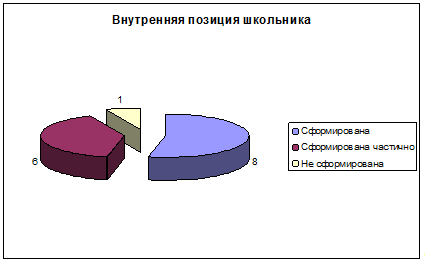 Внутренняя позиция школьника
1
6
8
Сформирована
Сформирована частично
Не сформирована